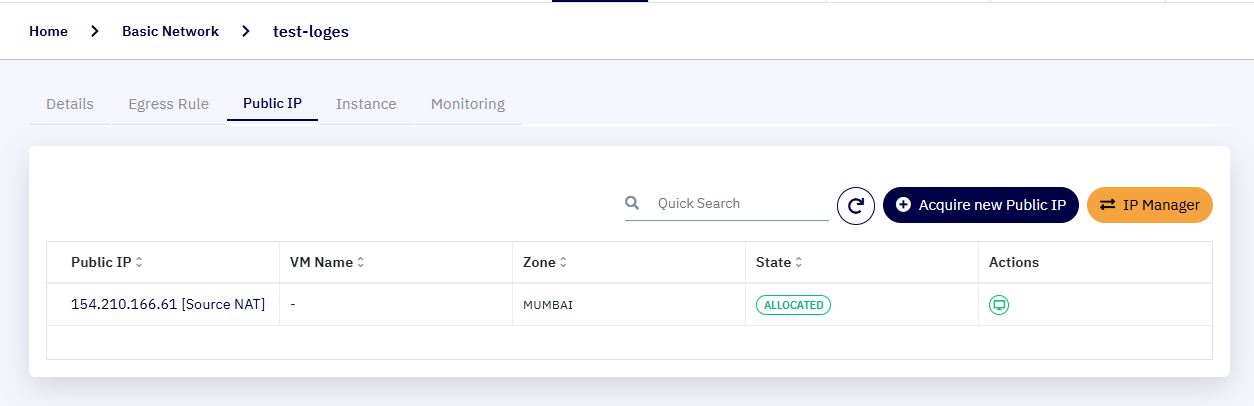 Home > Basic Network > test-loges
Details Egress Rule Public IP Instance Monitoring
Quick Search Acquire new Public IP IP Manager
Public IP VM Name Zone State Actions
154.210.166.61 [Source NAT] - MUMBAI ALLOCATED